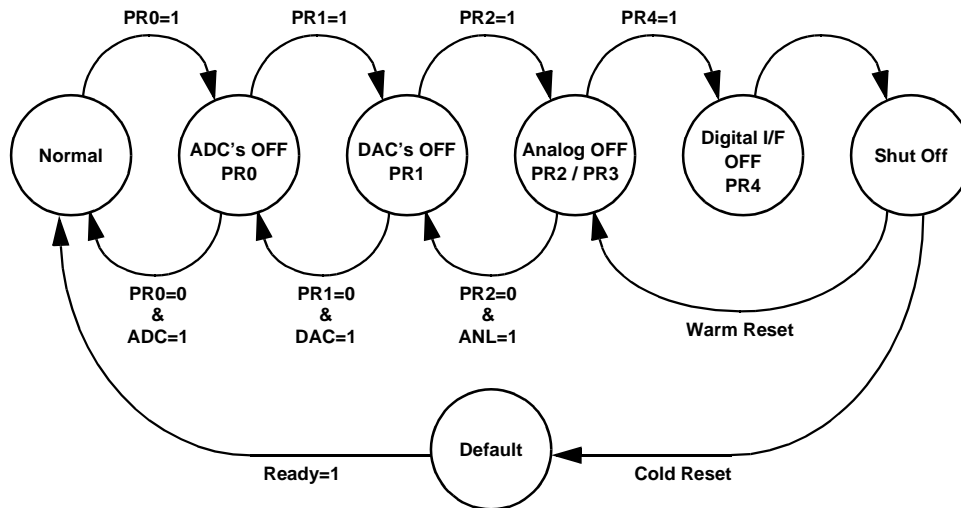 PR0=1
PR1=1
PR2=1
PR4=1
Normal
ADC's OFF
PR0
DAC's OFF
PR1
Analog OFF
PR2 / PR3
Digital I/F
OFF
PR4
Shut Off
PR0=0
&
ADC=1
PR1=0
&
DAC=1
PR2=0
&
ANL=1
Warm Reset
Default
Ready=1
Cold Reset